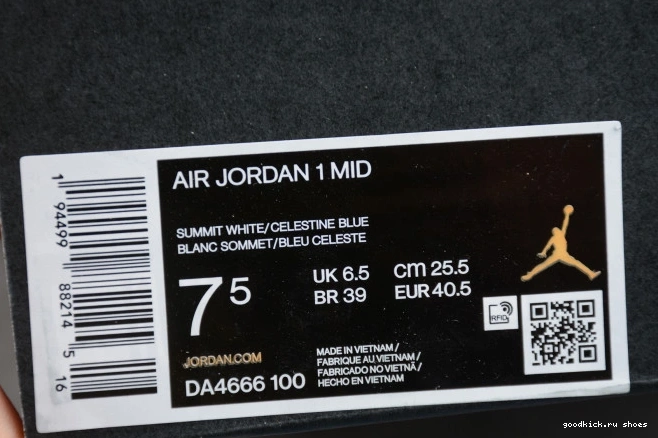 AIR JORDAN 1 MID
SUMMIT WHITE/CELESTINE BLUE
BLANC SOMMET/BLEU CELESTE
7 5
UK 6.5 cm 25.5
BR 39 EUR 40.5
RFID
JORDAN.COM
DA4666 100
MADE IN VIETNAM /
FABRIQUE AU VIETNAM /
FABRICADO NO VIETNÃ /
HECHO EN VIETNAM
1 94499 88214 5 16
goodkick.ru shoes